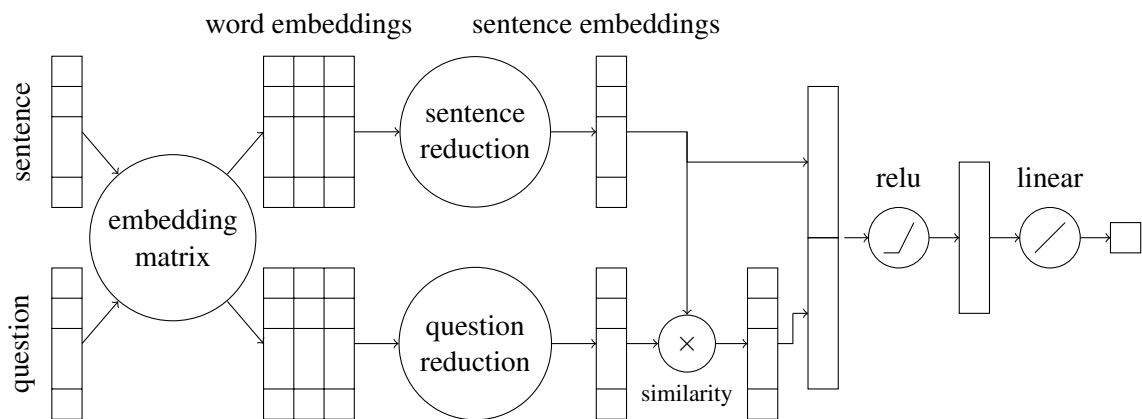 word embeddings
sentence embeddings
sentence
embedding
matrix
sentence
reduction
relu
linear
question
question
reduction
×
similarity